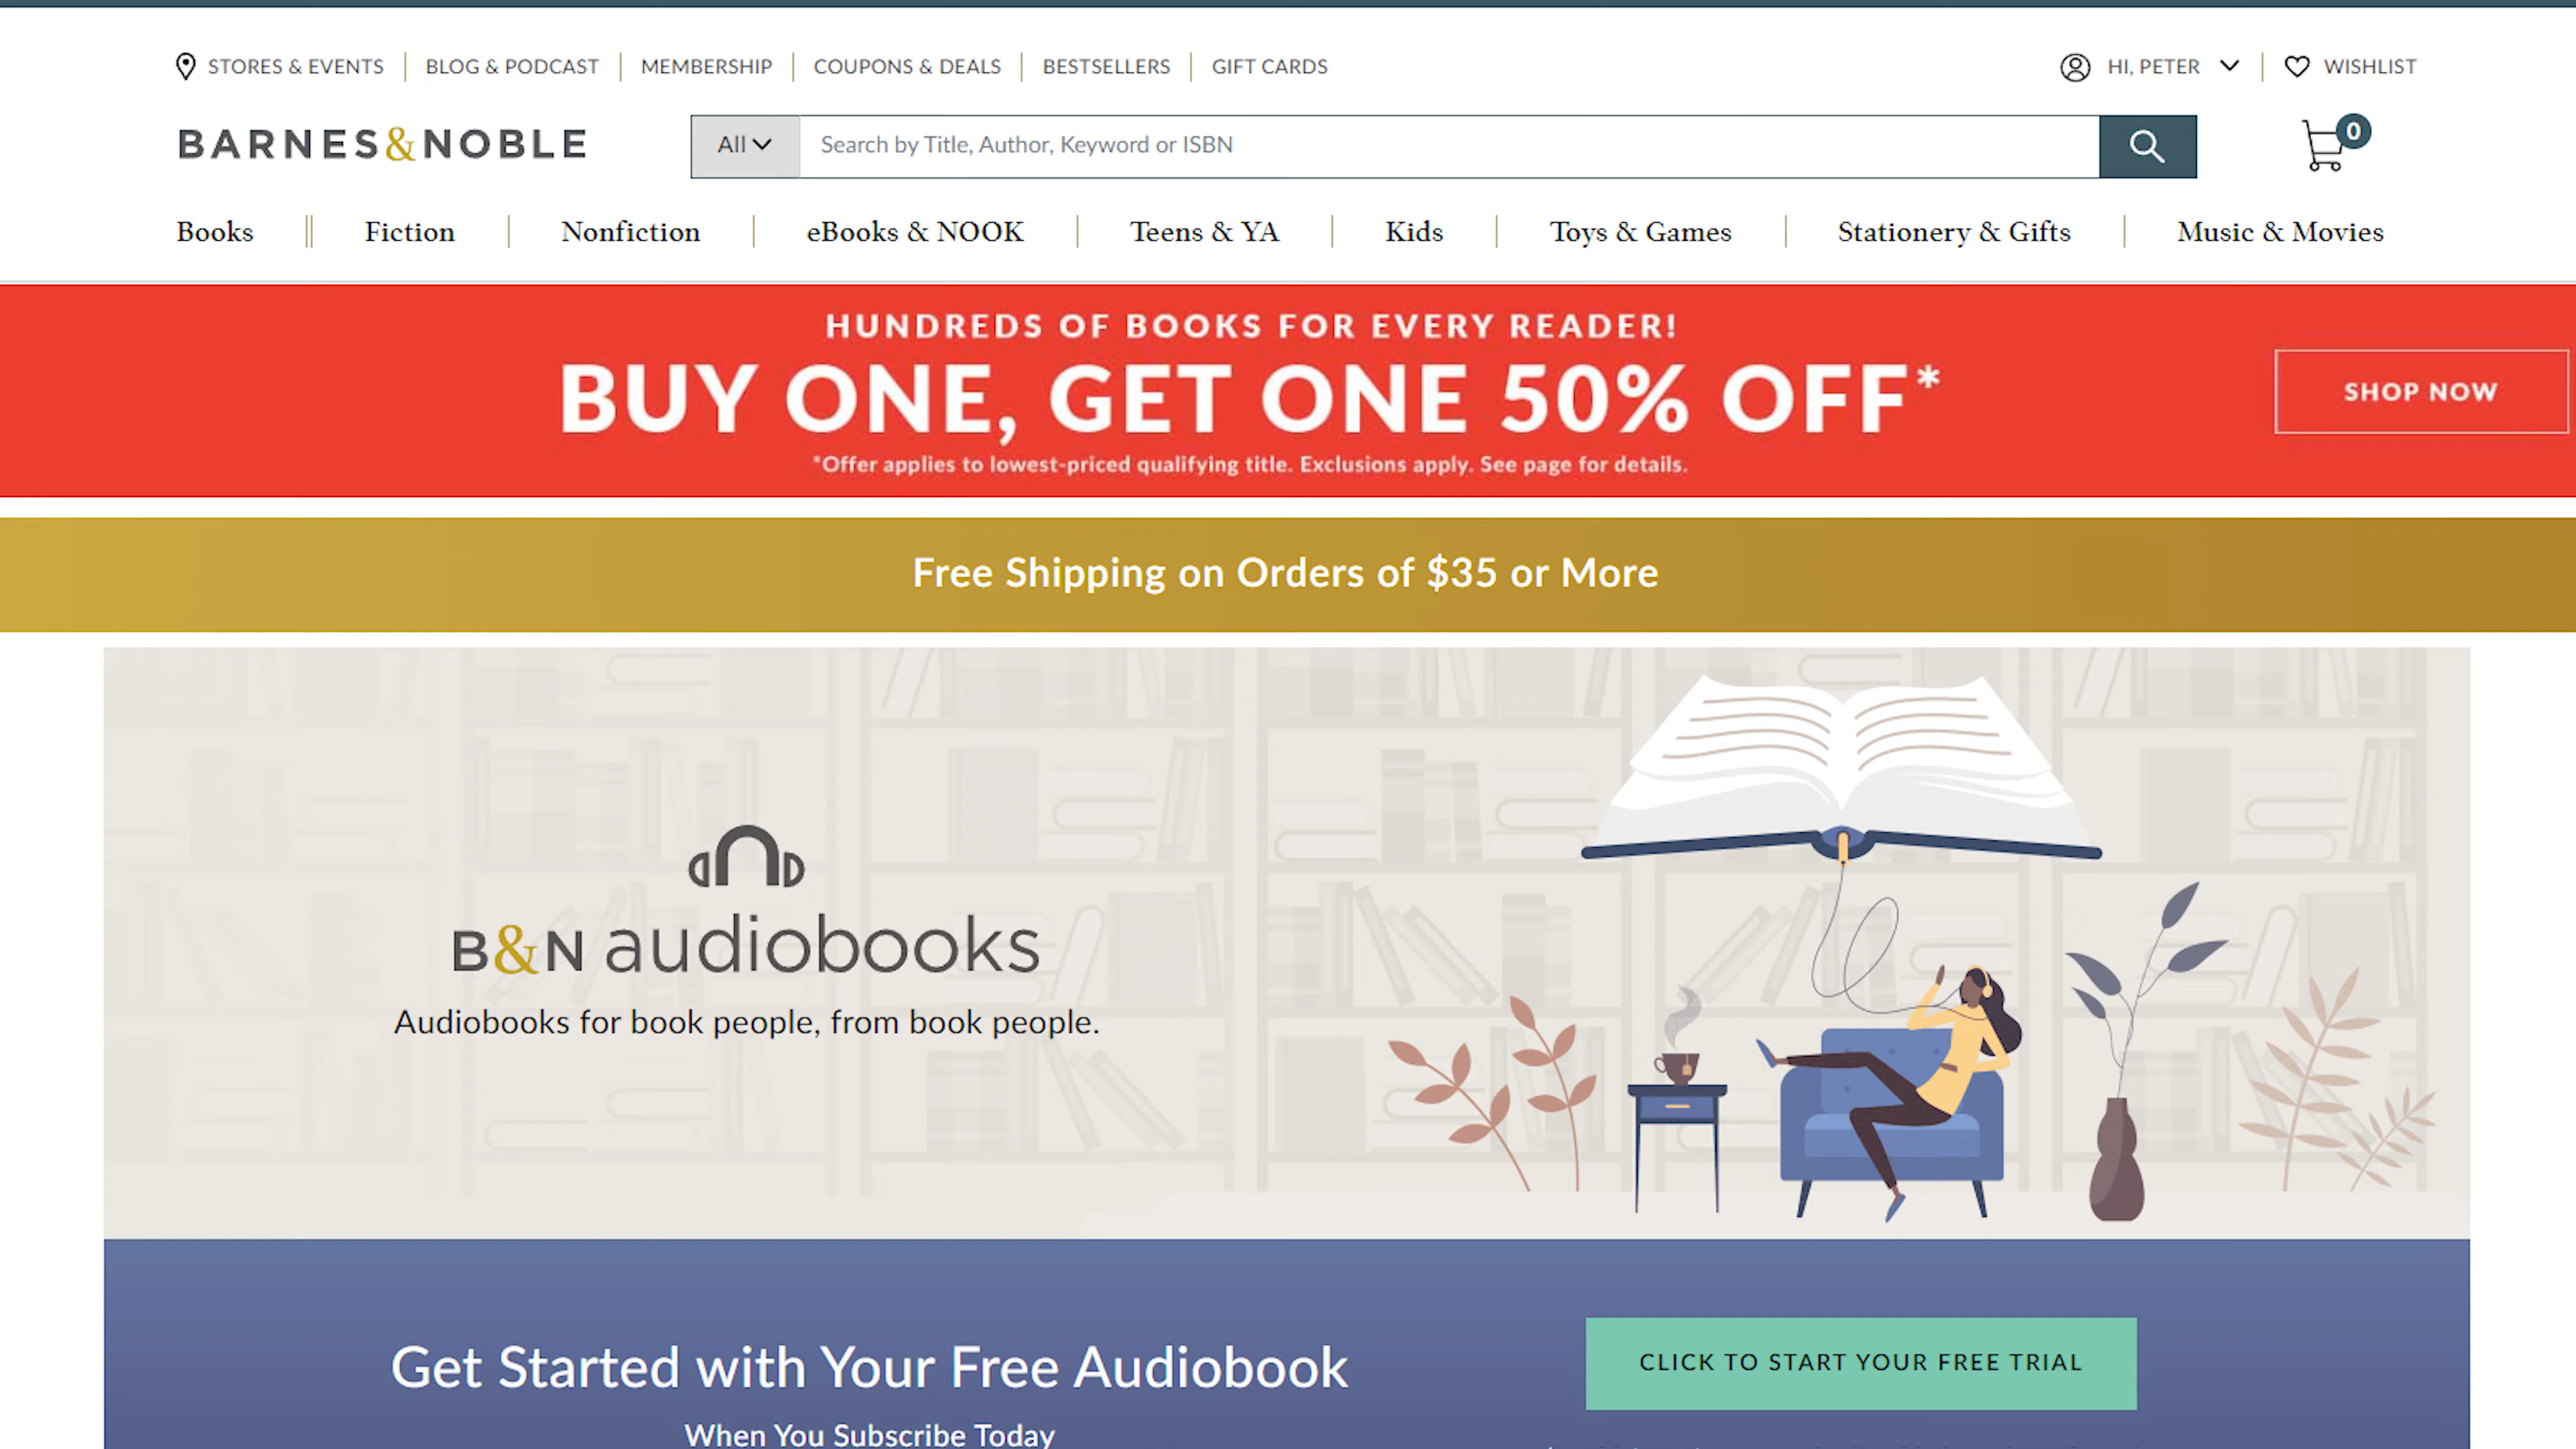 STORES & EVENTS BLOG & PODCAST MEMBERSHIP COUPONS & DEALS BESTSELLERS GIFT CARDS HI, PETER WISHLIST
BARNES&NOBLE All Search by Title, Author, Keyword or ISBN 0
Books Fiction Nonfiction eBooks & NOOK Teens & YA Kids Toys & Games Stationery & Gifts Music & Movies
HUNDREDS OF BOOKS FOR EVERY READER!
BUY ONE, GET ONE 50% OFF*
SHOP NOW
*Offer applies to lowest-priced qualifying title. Exclusions apply. See page for details.
Free Shipping on Orders of $35 or More
B&N audiobooks
Audiobooks for book people, from book people.
Get Started with Your Free Audiobook
CLICK TO START YOUR FREE TRIAL
When You Subscribe Today